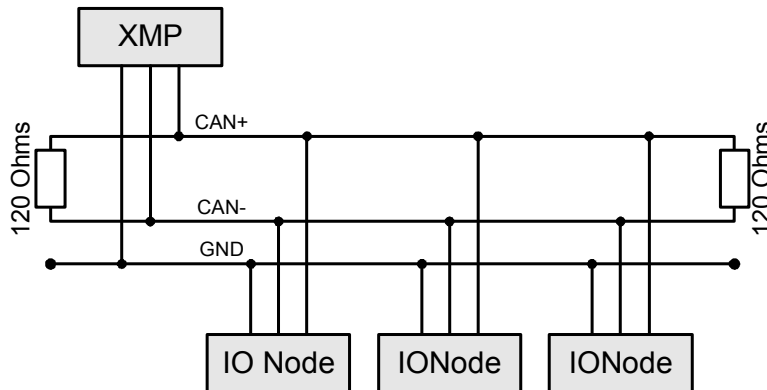 XMP
CAN+
120 Ohms
120 Ohms
CAN-
GND
IO Node
IONode
IONode